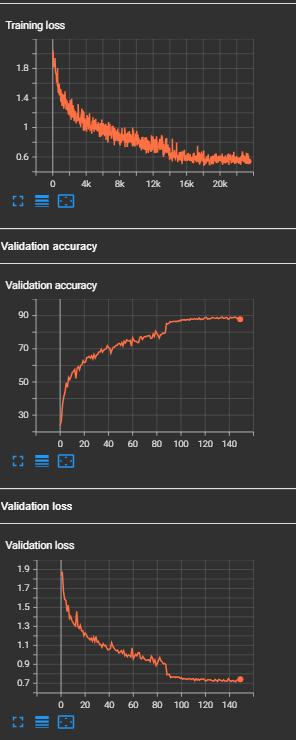 Training loss
1.8
1.4
1
0.6
0 4k 8k 12k 16k 20k
Validation accuracy
Validation accuracy
90
70
50
30
0 20 40 60 80 100 120 140
Validation loss
Validation loss
1.9
1.7
1.5
1.3
1.1
0.9
0.7
0 20 40 60 80 100 120 140